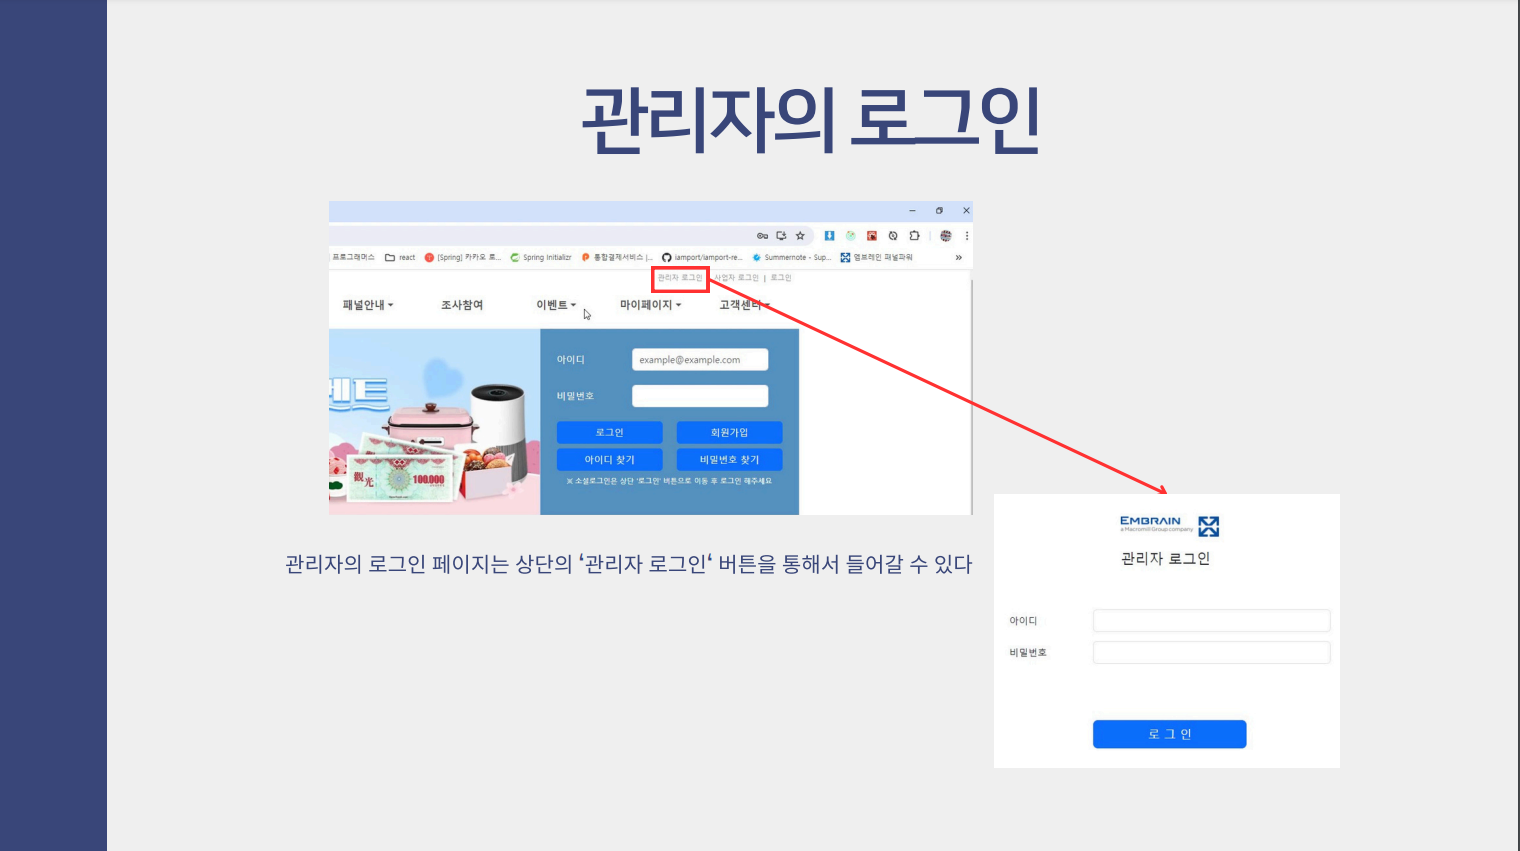 관리자의 로그인
프로그래머스 react [Spring] 카카오 로... Spring Initializr 통합결제서비스 |... iamport/iamport-re... Summernote - Sup... 엠브레인 패널파워 »
관리자 로그인 사업자 로그인 | 로그인
패널안내 조사참여 이벤트 마이페이지 고객센터
벤트
아이디 example@example.com
비밀번호
로그인 회원가입
아이디 찾기 비밀번호 찾기
※ 소셜로그인은 상단 '로그인' 버튼으로 이동 후 로그인 해주세요
觀光 100.000
관리자의 로그인 페이지는 상단의 ‘관리자 로그인‘ 버튼을 통해서 들어갈 수 있다
EMBRAIN
a Macromill Group company
관리자 로그인
아이디
비밀번호
로 그 인